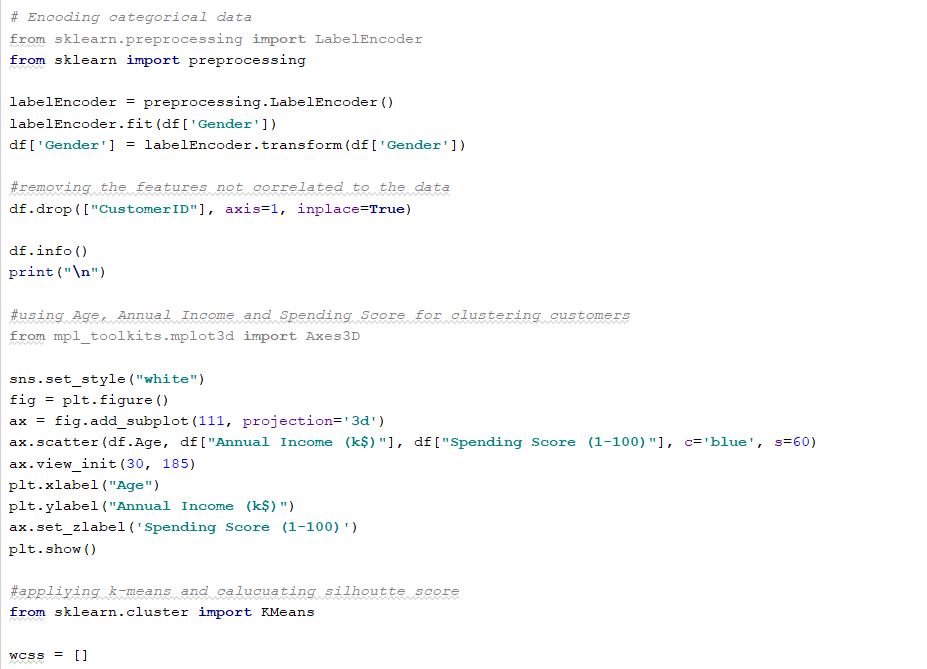 # Encoding categorical data
from sklearn.preprocessing import LabelEncoder
from sklearn import preprocessing
labelEncoder = preprocessing.LabelEncoder()
labelEncoder.fit(df['Gender'])
df['Gender'] = labelEncoder.transform(df['Gender'])
#removing the features not correlated to the data
df.drop(["CustomerID"], axis=1, inplace=True)
df.info()
print("\n")
#using Age, Annual Income and Spending Score for clustering customers
from mpl_toolkits.mplot3d import Axes3D
sns.set_style("white")
fig = plt.figure()
ax = fig.add_subplot(111, projection='3d')
ax.scatter(df.Age, df["Annual Income (k$)"], df["Spending Score (1-100)"], c='blue', s=60)
ax.view_init(30, 185)
plt.xlabel("Age")
plt.ylabel("Annual Income (k$)")
ax.set_zlabel('Spending Score (1-100)')
plt.show()
#appliying k-means and calucuating silhoutte score
from sklearn.cluster import KMeans
wcss = []